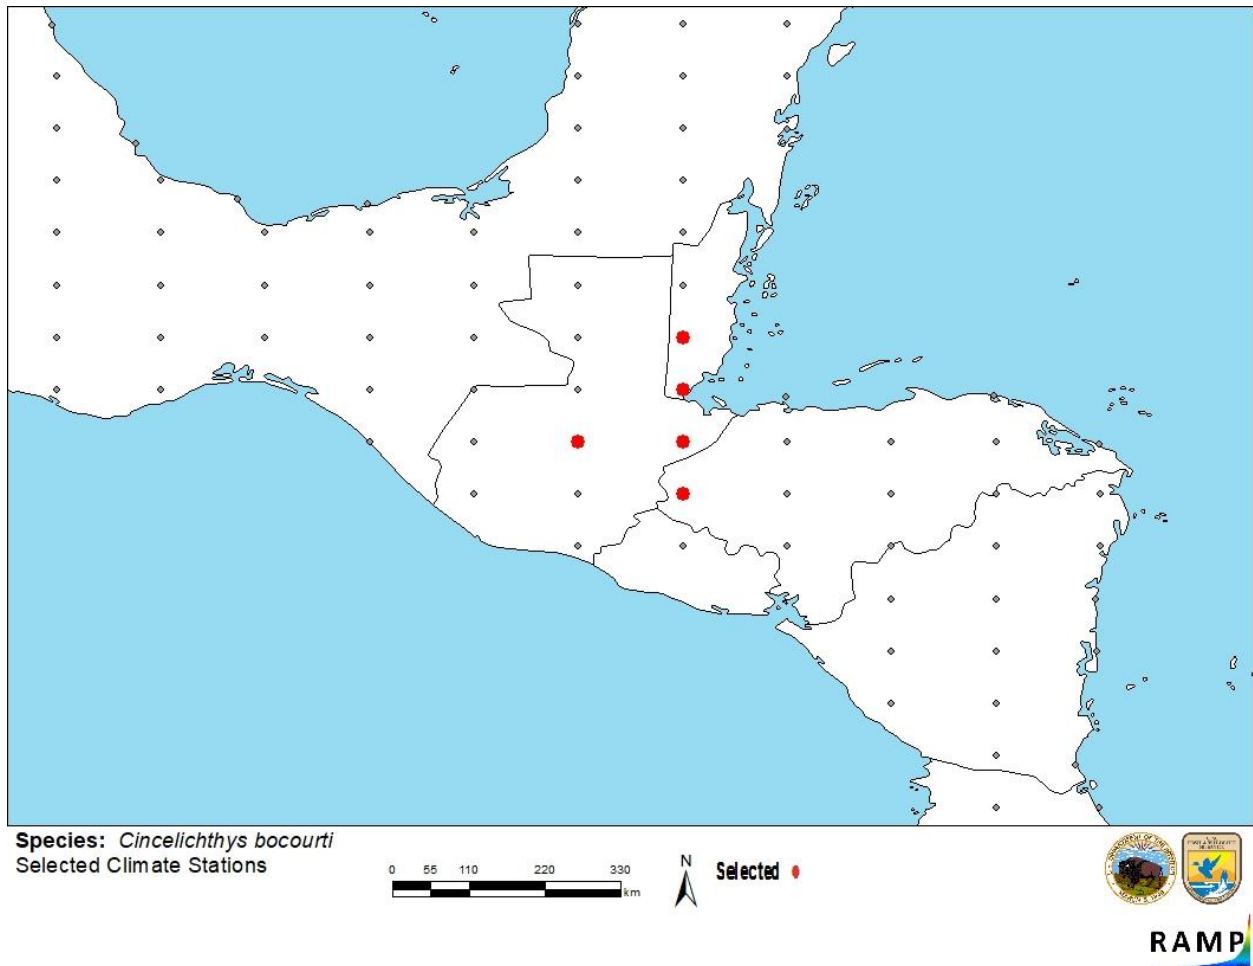 Species: Cincelichthys bocourti
Selected Climate Stations
0 55 110 220 330
km
N
Selected
RAMP